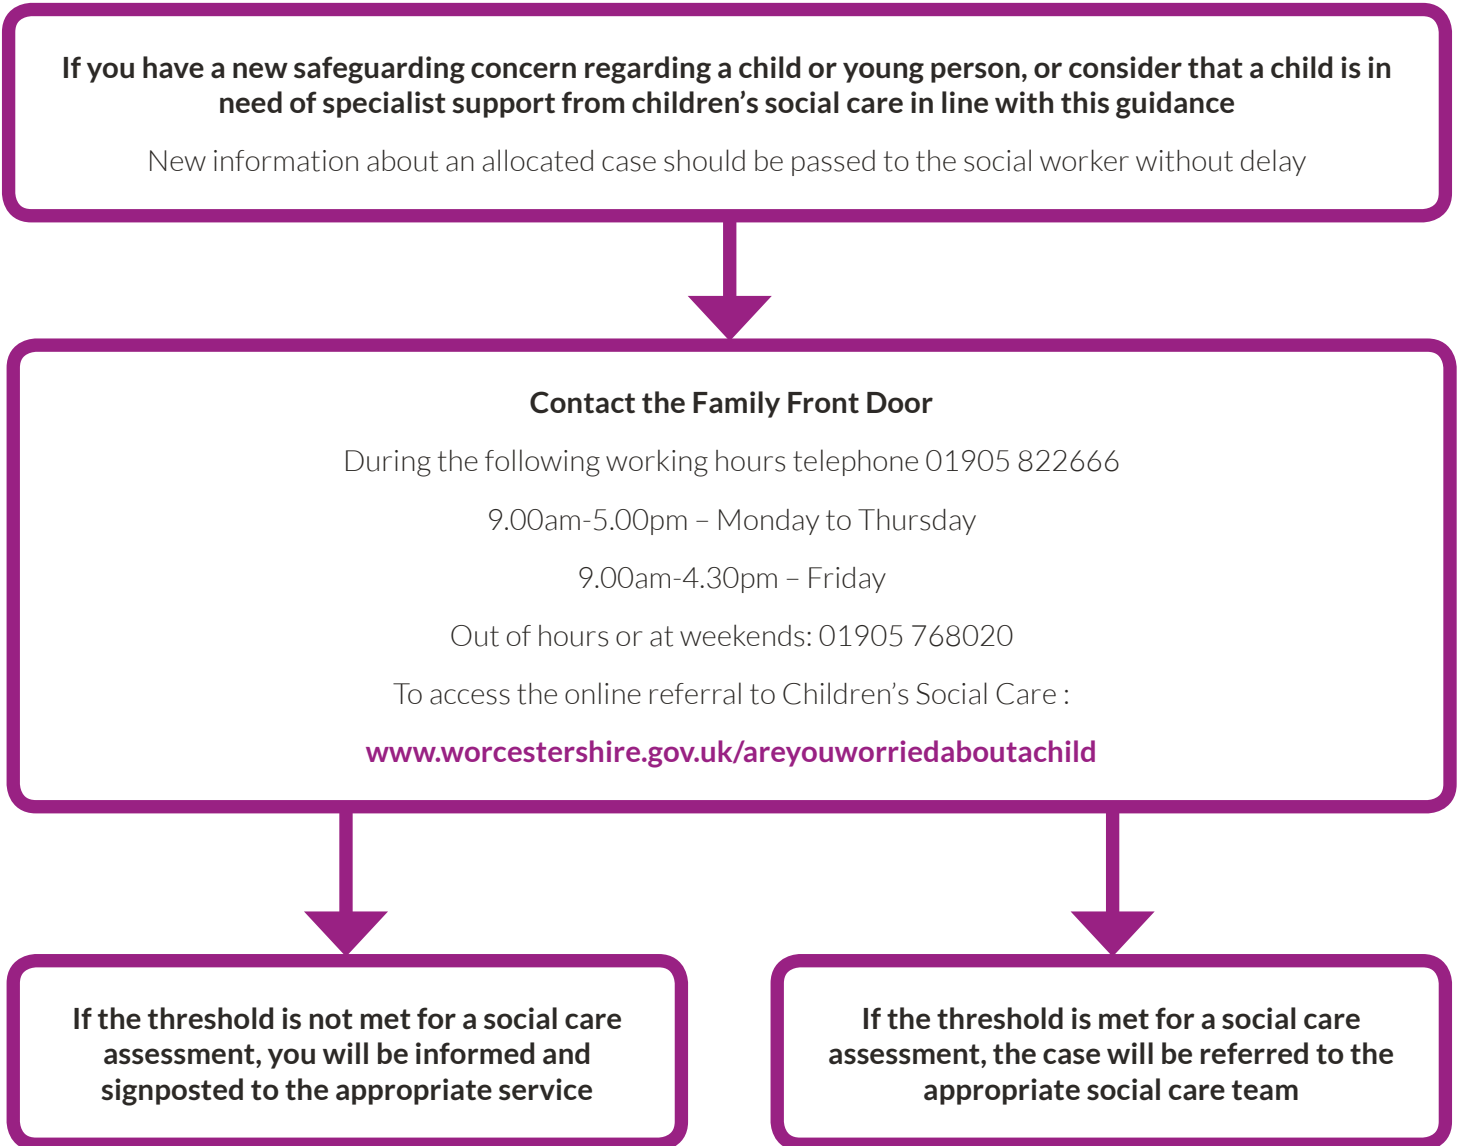 If you have a new safeguarding concern regarding a child or young person, or consider that a child is in
need of specialist support from children’s social care in line with this guidance
New information about an allocated case should be passed to the social worker without delay
Contact the Family Front Door
During the following working hours telephone 01905 822666
9.00am-5.00pm – Monday to Thursday
9.00am-4.30pm – Friday
Out of hours or at weekends: 01905 768020
To access the online referral to Children’s Social Care :
www.worcestershire.gov.uk/areyouworriedaboutachild
If the threshold is not met for a social care
assessment, you will be informed and
signposted to the appropriate service
If the threshold is met for a social care
assessment, the case will be referred to the
appropriate social care team